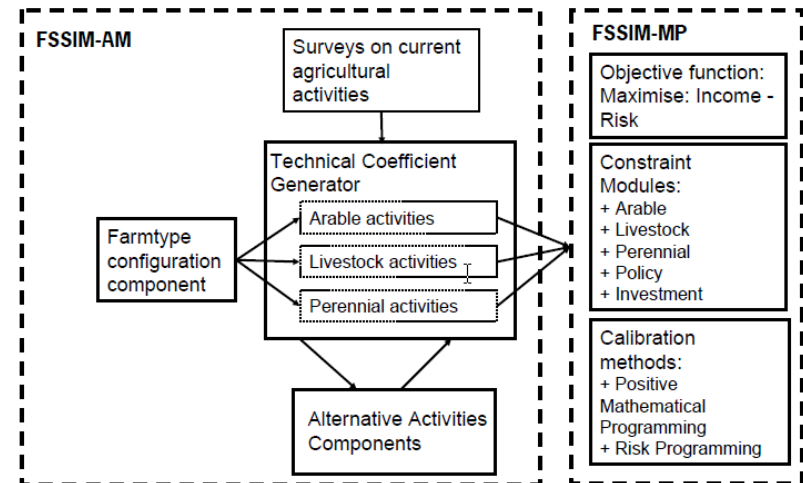 FSSIM-AM
Surveys on current
agricultural
activities
Technical Coefficient
Generator
Arable activities
Livestock activities
Perennial activities
Farmtype
configuration
component
Alternative Activities
Components
FSSIM-MP
Objective function:
Maximise: Income -
Risk
Constraint
Modules:
+ Arable
+ Livestock
+ Perennial
+ Policy
+ Investment
Calibration
methods:
+ Positive
Mathematical
Programming
+ Risk Programming